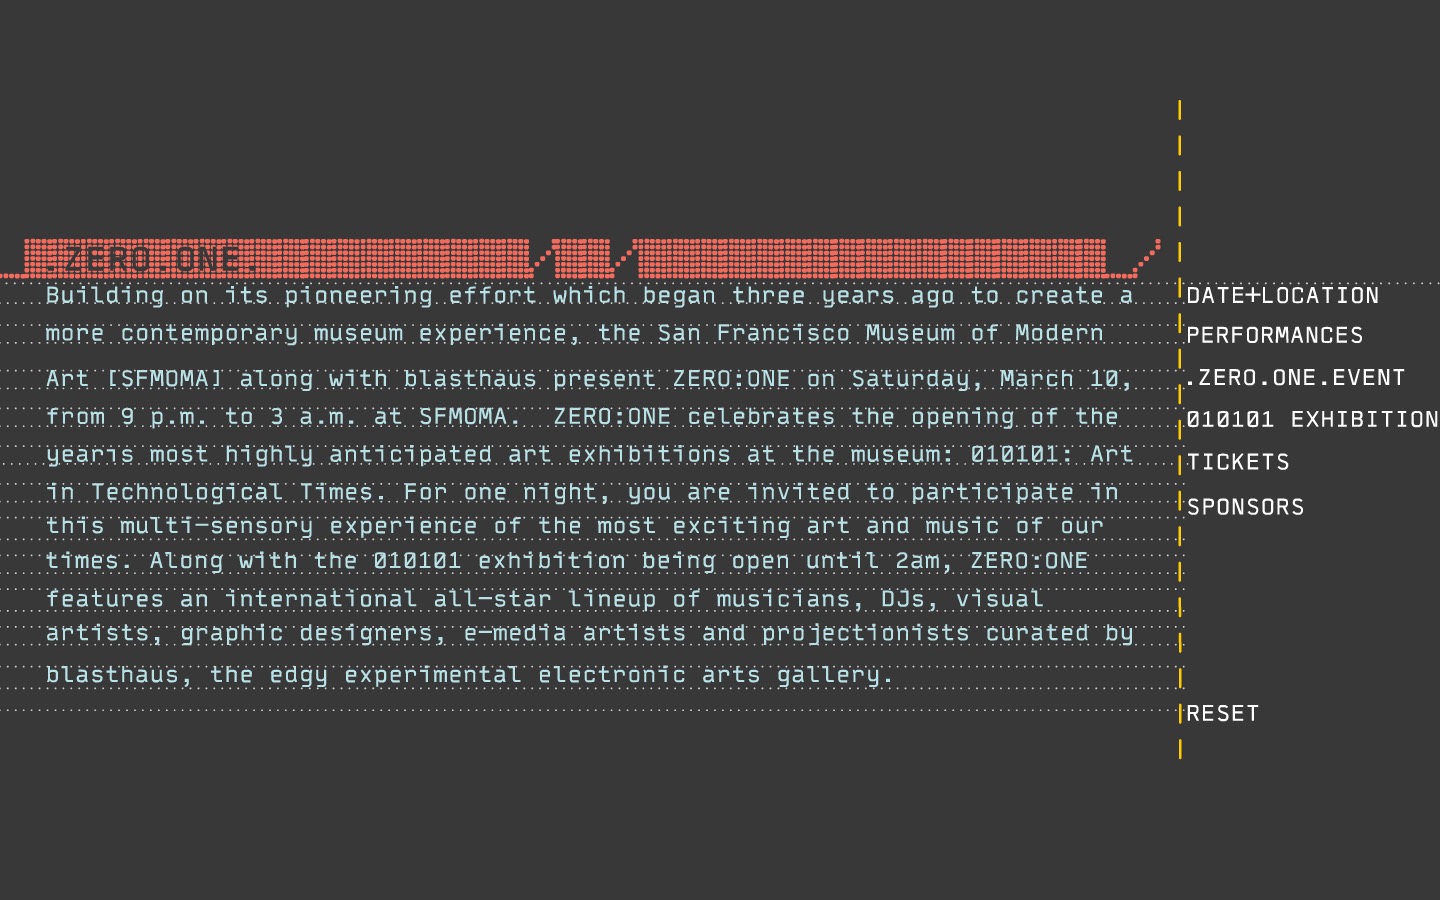 .ZERO.ONE.
Building on its pioneering effort which began three years ago to create a
more contemporary museum experience, the San Francisco Museum of Modern
Art [SFMOMA] along with blasthaus present ZERO:ONE on Saturday, March 10,
from 9 p.m. to 3 a.m. at SFMOMA.  ZERO:ONE celebrates the opening of the
yearıs most highly anticipated art exhibitions at the museum: 010101: Art
in Technological Times. For one night, you are invited to participate in
this multi-sensory experience of the most exciting art and music of our
times. Along with the 010101 exhibition being open until 2am, ZERO:ONE
features an international all-star lineup of musicians, DJs, visual
artists, graphic designers, e-media artists and projectionists curated by
blasthaus, the edgy experimental electronic arts gallery.
DATE+LOCATION
PERFORMANCES
.ZERO.ONE.EVENT
010101 EXHIBITION
TICKETS
SPONSORS
RESET